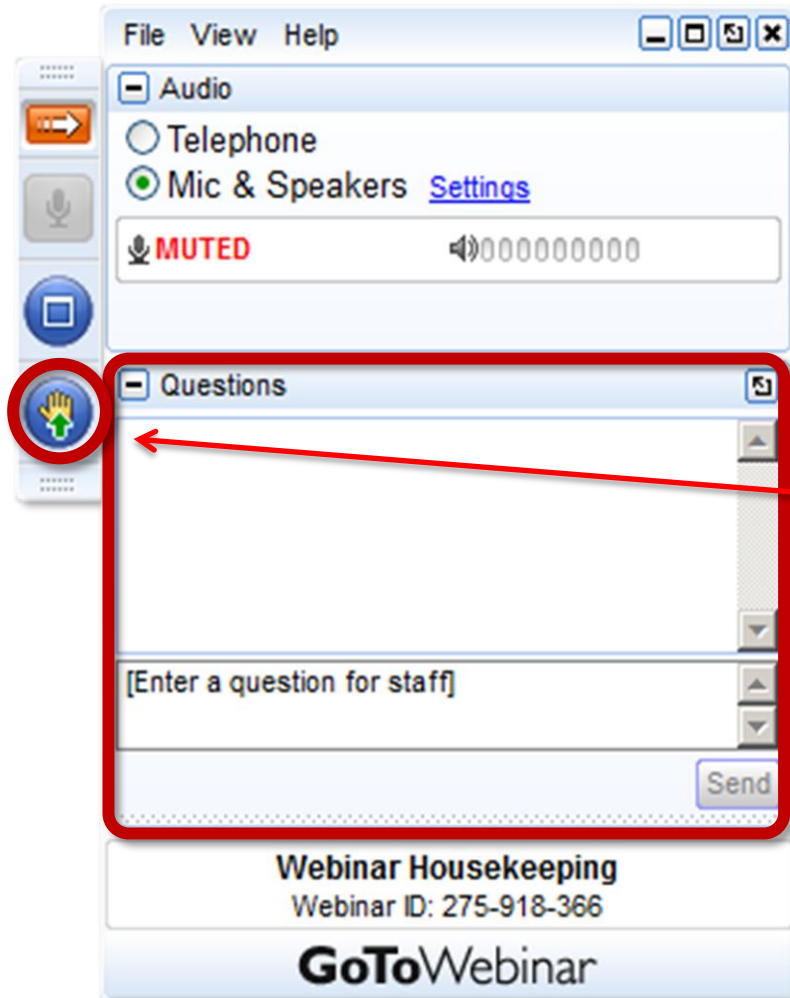 File View Help
Audio
Telephone
Mic & Speakers Settings
MUTED 000000000
Questions
[Enter a question for staff]
Send
Webinar Housekeeping
Webinar ID: 275-918-366
GoToWebinar